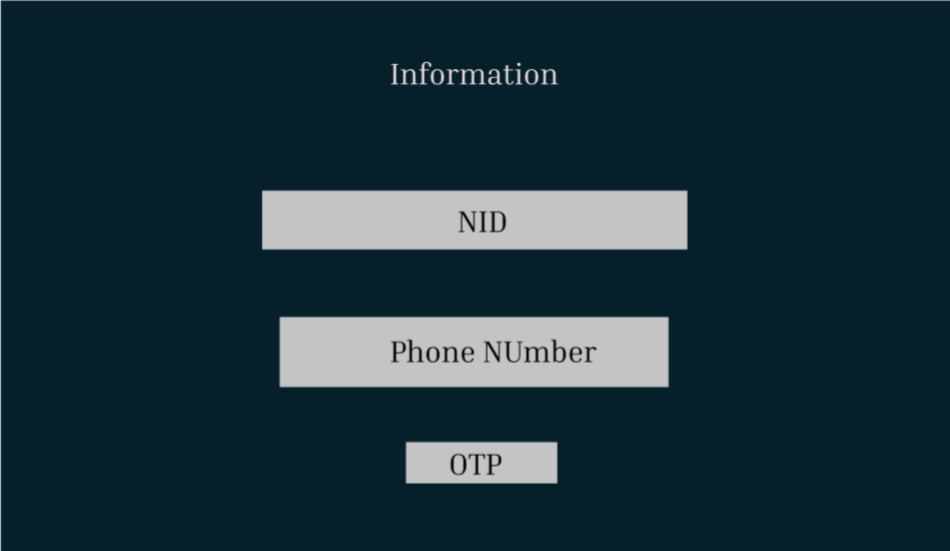 Information
NID
Phone NUmber
OTP